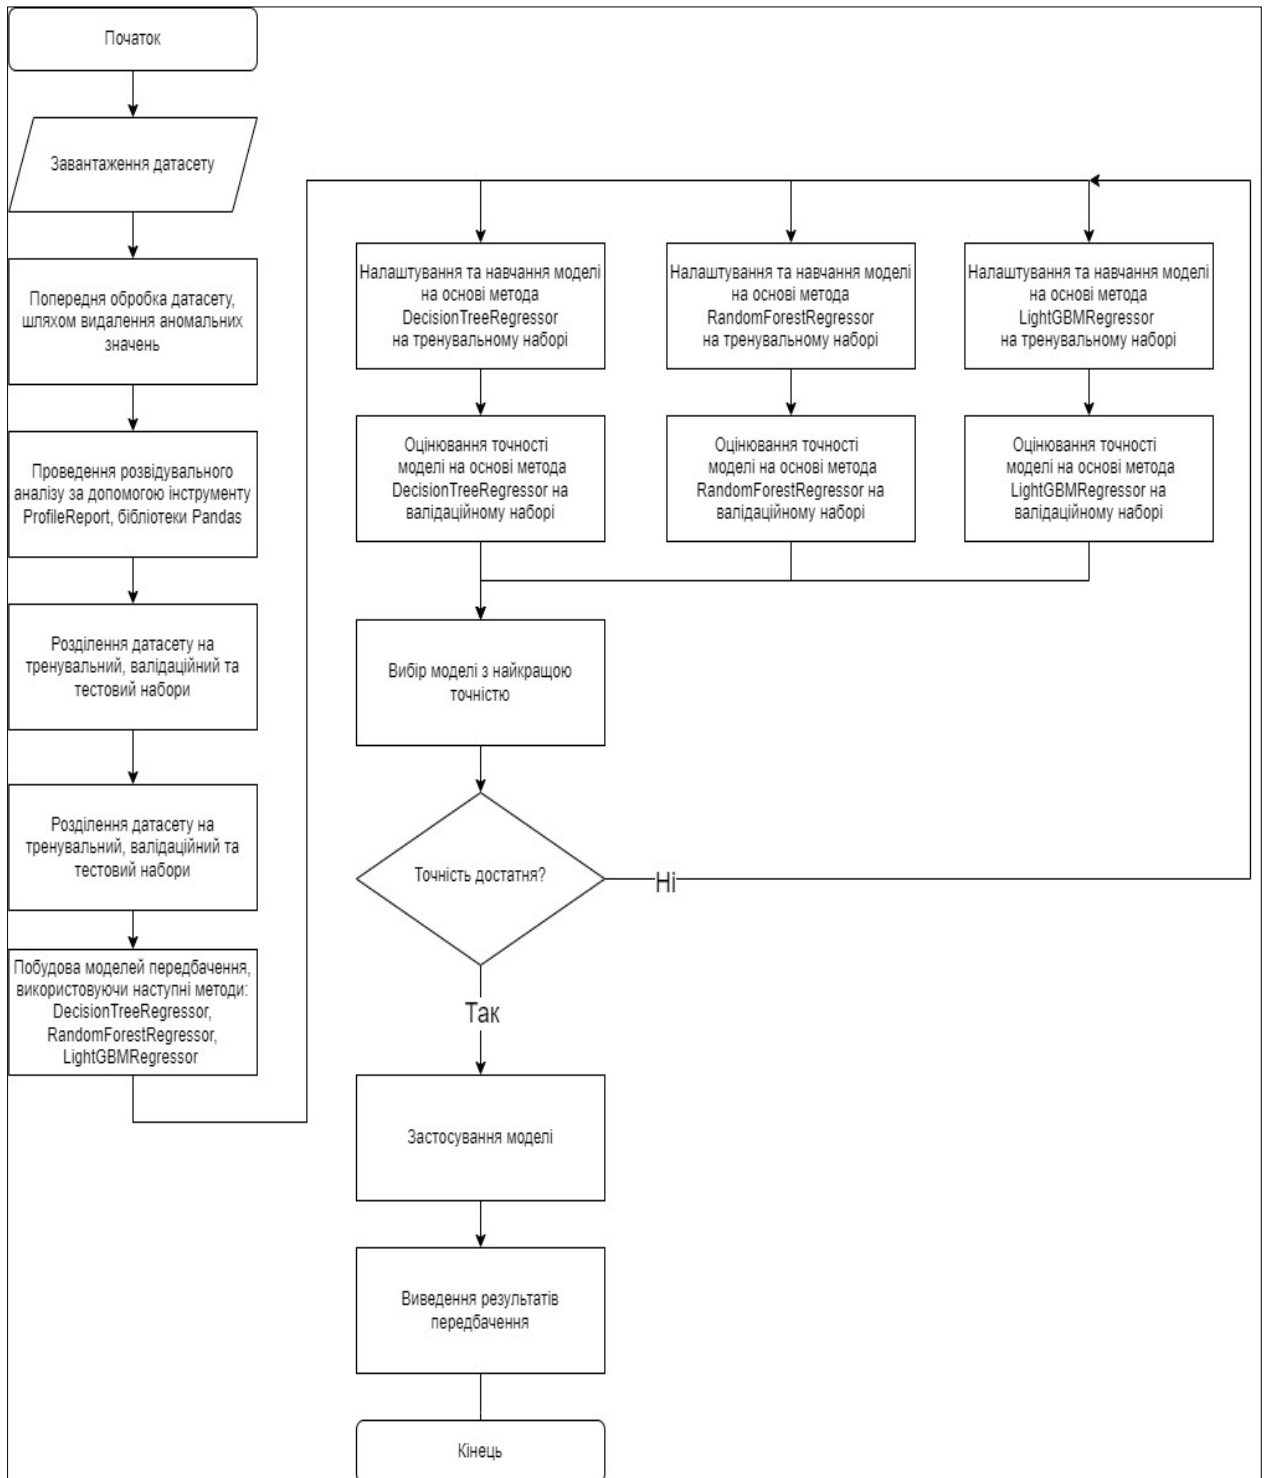 Початок
Завантаження датасету
Попередня обробка датасету,
шляхом видалення аномальних
значень
Проведення розвідувального
аналізу за допомогою інструменту
ProfileReport, бібліотеки Pandas
Розділення датасету на
тренувальний, валідаційний та
тестовий набори
Розділення датасету на
тренувальний, валідаційний та
тестовий набори
Побудова моделей передбачення,
використовуючи наступні методи:
DecisionTreeRegressor,
RandomForestRegressor,
LightGBMRegressor
Налаштування та навчання моделі
на основі метода
DecisionTreeRegressor
на тренувальному наборі
Налаштування та навчання моделі
на основі метода
RandomForestRegressor
на тренувальному наборі
Налаштування та навчання моделі
на основі метода
LightGBMRegressor
на тренувальному наборі
Оцінювання точності
моделі на основі метода
DecisionTreeRegressor на
валідаційному наборі
Оцінювання точності
моделі на основі метода
RandomForestRegressor на
валідаційному наборі
Оцінювання точності
моделі на основі метода
LightGBMRegressor на
валідаційному наборі
Вибір моделі з найкращою
точністю
Точність достатня?
Ні
Так
Застосування моделі
Виведення результатів
передбачення
Кінець